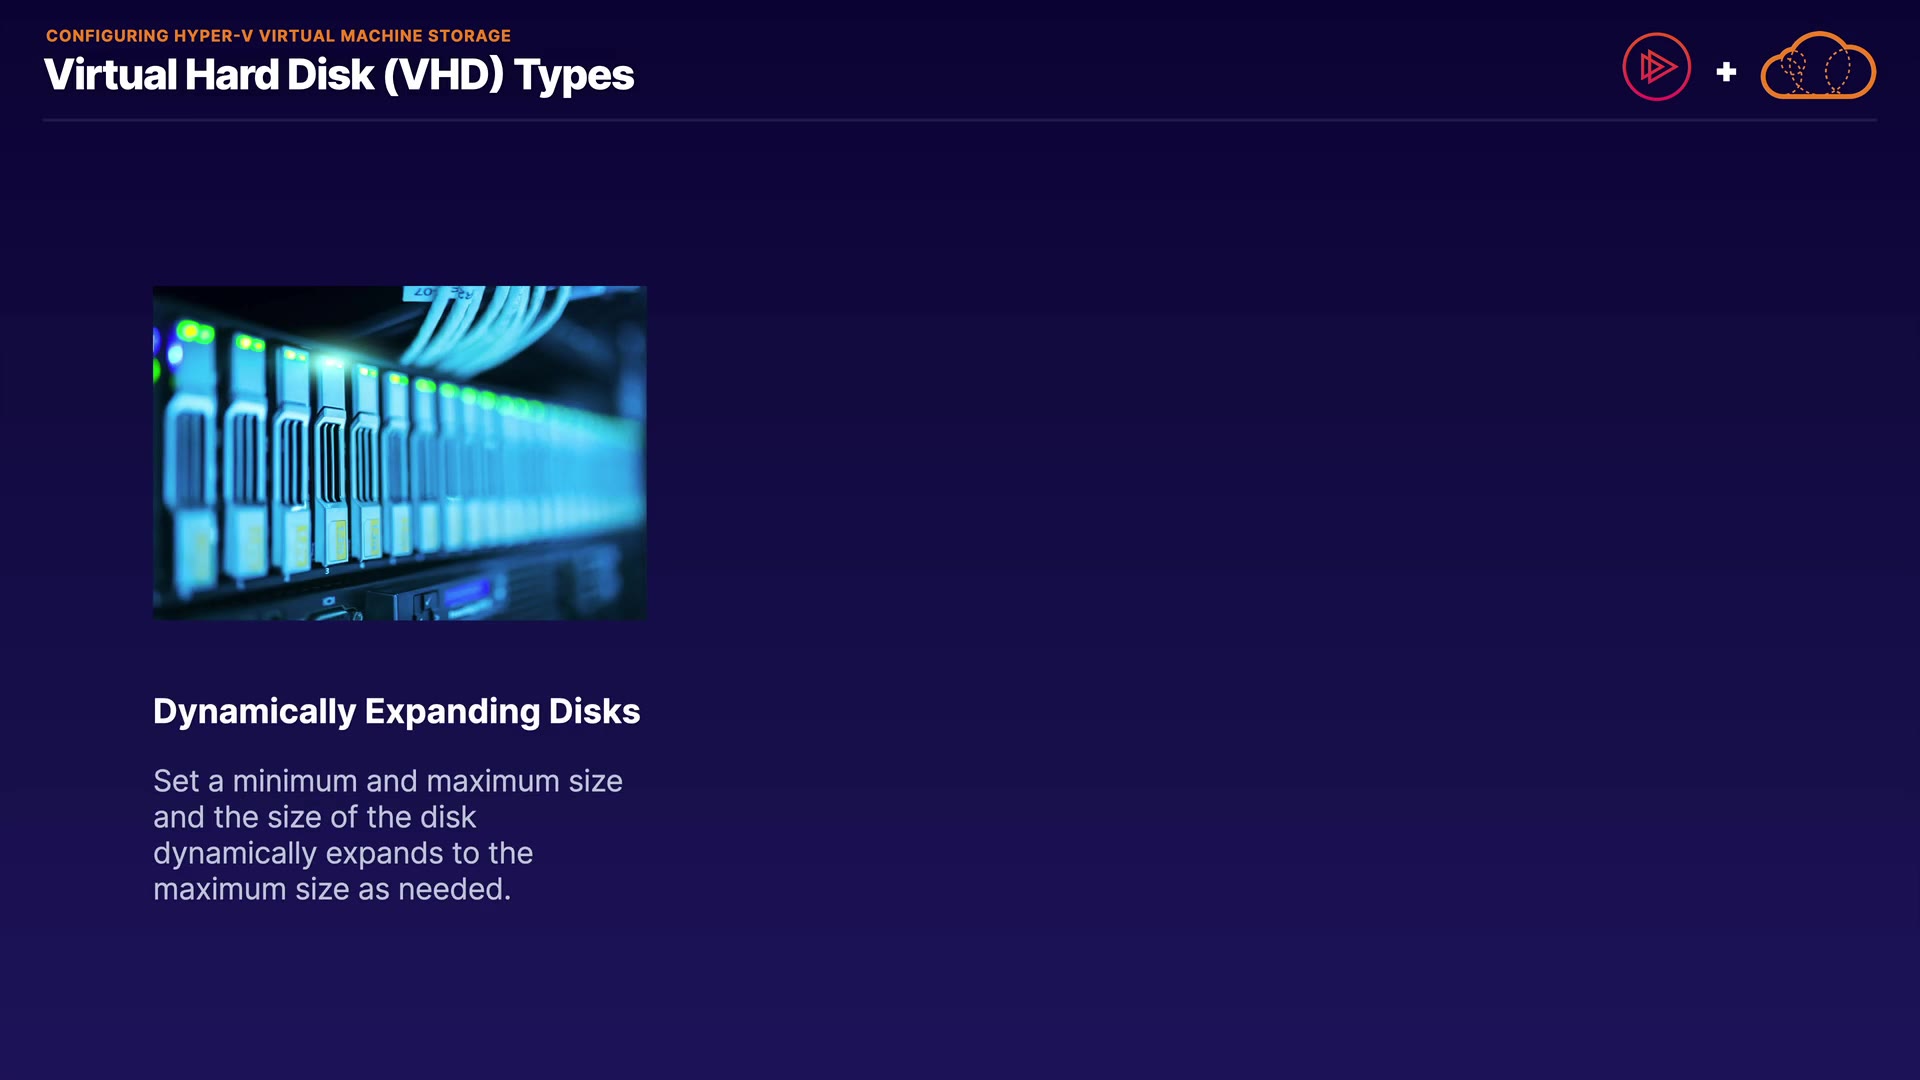 CONFIGURING HYPER-V VIRTUAL MACHINE STORAGE
Virtual Hard Disk (VHD) Types
Dynamically Expanding Disks
Set a minimum and maximum size
and the size of the disk
dynamically expands to the
maximum size as needed.